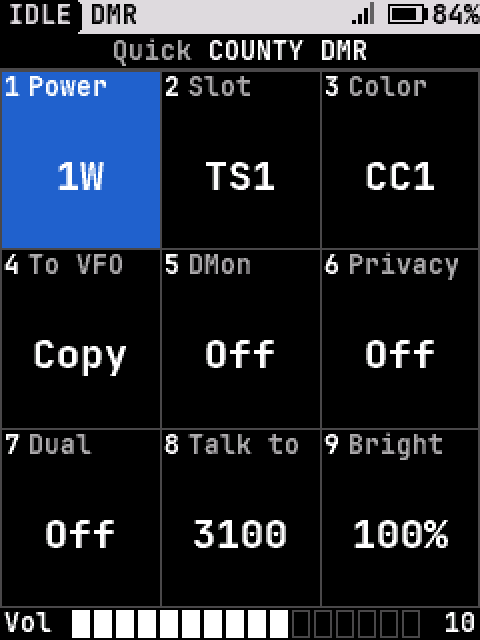 IDLE DMR 84%
Quick COUNTY DMR
1 Power 2 Slot 3 Color
1W TS1 CC1
4 To VFO 5 DMon 6 Privacy
Copy Off Off
7 Dual 8 Talk to 9 Bright
Off 3100 100%
Vol 10